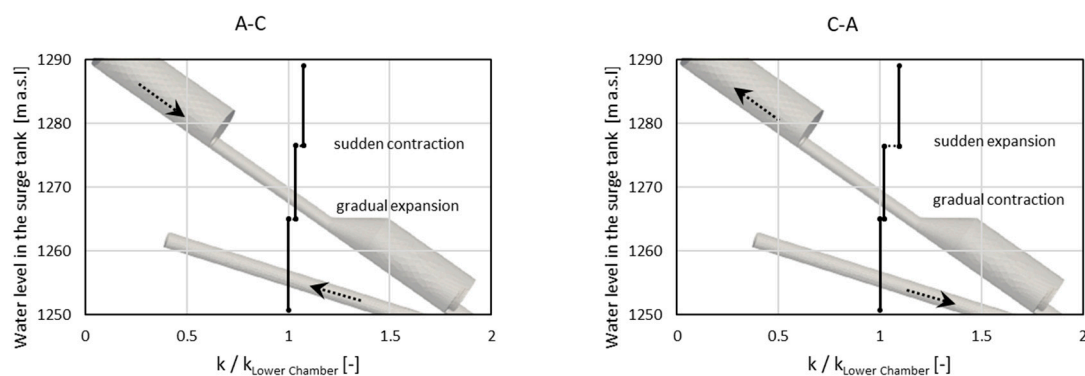 A-C
Water level in the surge tank [m a.s.l]
1290
1280
1270
1260
1250
sudden contraction
gradual expansion
0
0.5
1
1.5
2
k / kLower Chamber [-]
C-A
Water level in the surge tank [m a.s.l]
1290
1280
1270
1260
1250
sudden expansion
gradual contraction
0
0.5
1
1.5
2
k / kLower Chamber [-]